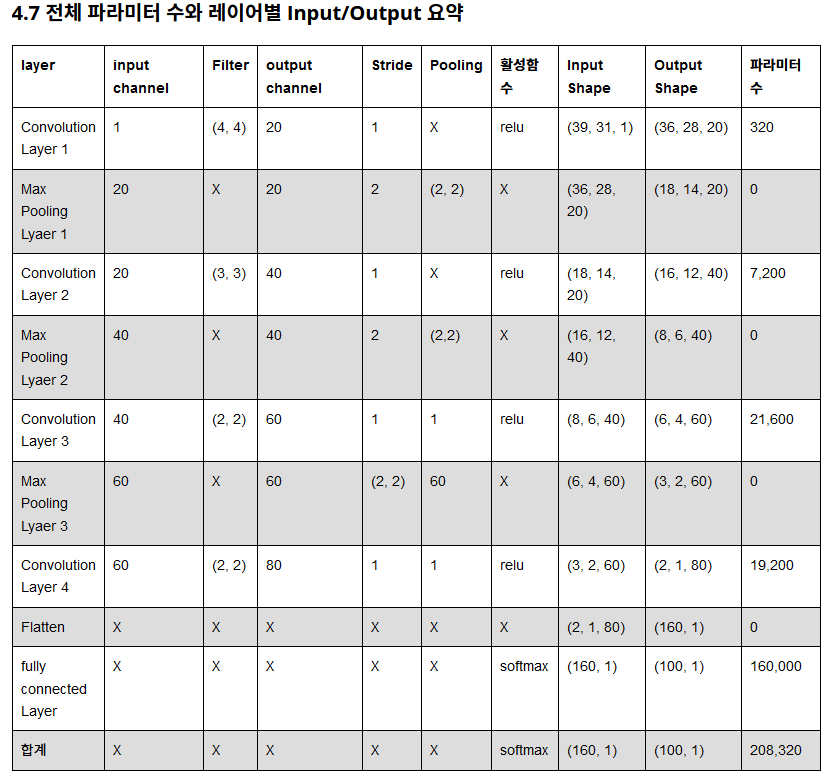 4.7 전체 파라미터 수와 레이어별 Input/Output 요약
layer input channel Filter output channel Stride Pooling 활성함수 Input Shape Output Shape 파라미터 수
Convolution Layer 1 1 (4, 4) 20 1 X relu (39, 31, 1) (36, 28, 20) 320
Max Pooling Lyaer 1 20 X 20 2 (2, 2) X (36, 28, 20) (18, 14, 20) 0
Convolution Layer 2 20 (3, 3) 40 1 X relu (18, 14, 20) (16, 12, 40) 7,200
Max Pooling Lyaer 2 40 X 40 2 (2,2) X (16, 12, 40) (8, 6, 40) 0
Convolution Layer 3 40 (2, 2) 60 1 1 relu (8, 6, 40) (6, 4, 60) 21,600
Max Pooling Lyaer 3 60 X 60 (2, 2) 60 X (6, 4, 60) (3, 2, 60) 0
Convolution Layer 4 60 (2, 2) 80 1 1 relu (3, 2, 60) (2, 1, 80) 19,200
Flatten X X X X X X (2, 1, 80) (160, 1) 0
fully connected Layer X X X X X softmax (160, 1) (100, 1) 160,000
합계 X X X X X softmax (160, 1) (100, 1) 208,320